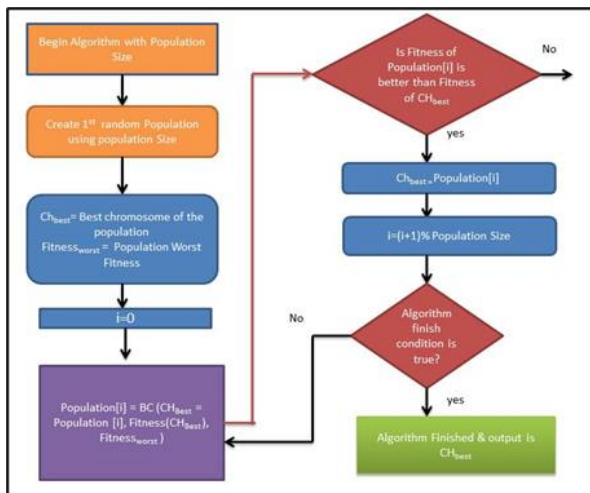 Begin Algorithm with Population
Size
Create 1st random Population
using population Size
Chbest= Best chromosome of the
population
Fitnessworst = Population Worst
Fitness
i=0
Population[i] = BC (CHBest =
Population [i], Fitness(CHBest),
Fitnessworst )
Is Fitness of
Population[i] is
better than Fitness
of CHbest
No
yes
Chbest = Population[i]
i=(i+1)% Population Size
Algorithm
finish
condition is
true?
No
yes
Algorithm Finished & output is
CHbest